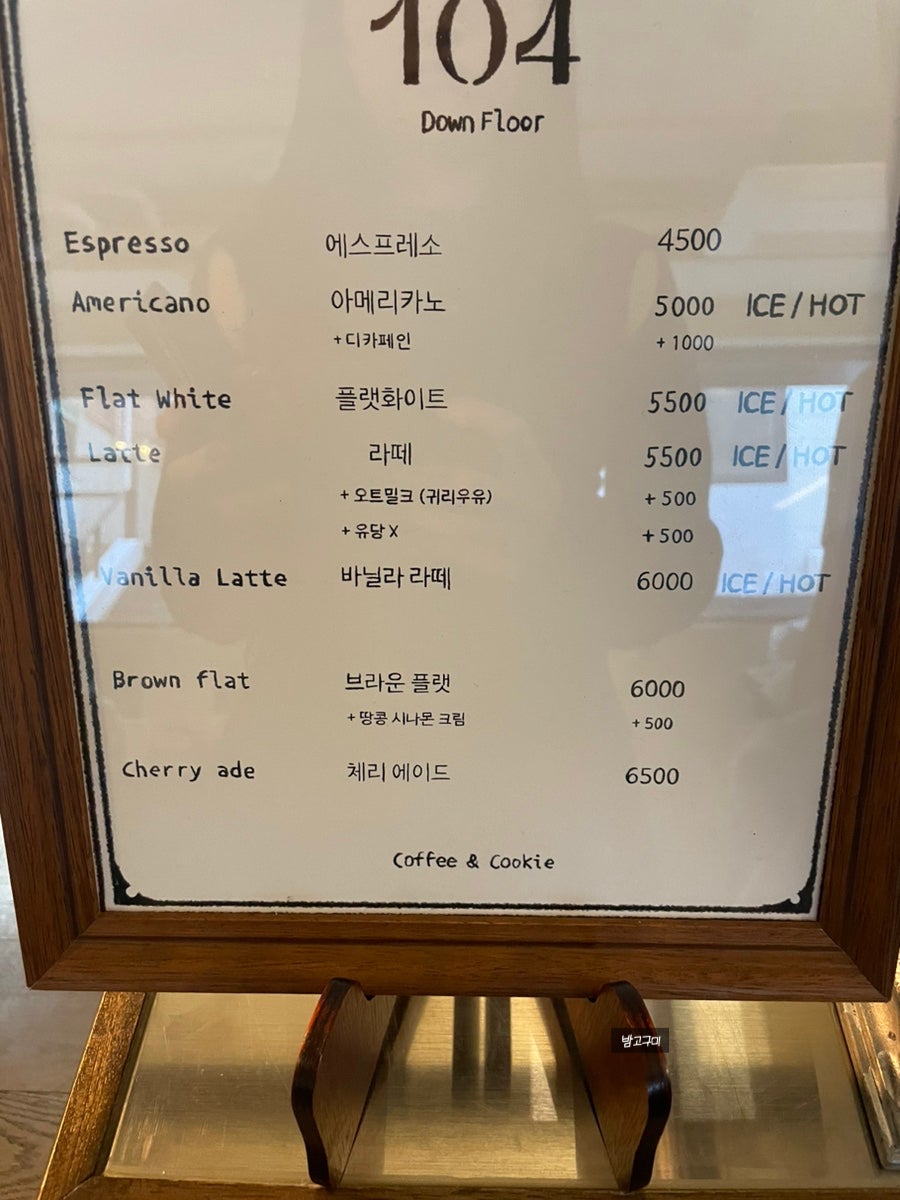 104
Down Floor
Espresso 에스프레소 4500
Americano 아메리카노 5000 ICE / HOT
+디카페인 + 1000
Flat White 플랫화이트 5500 ICE / HOT
Latte 라떼 5500 ICE / HOT
+ 오트밀크 (귀리우유) + 500
+ 유당 X + 500
Vanilla Latte 바닐라 라떼 6000 ICE / HOT
Brown flat 브라운 플랫 6000
+ 땅콩 시나몬 크림 + 500
Cherry ade 체리 에이드 6500
Coffee & Cookie
밤고구미